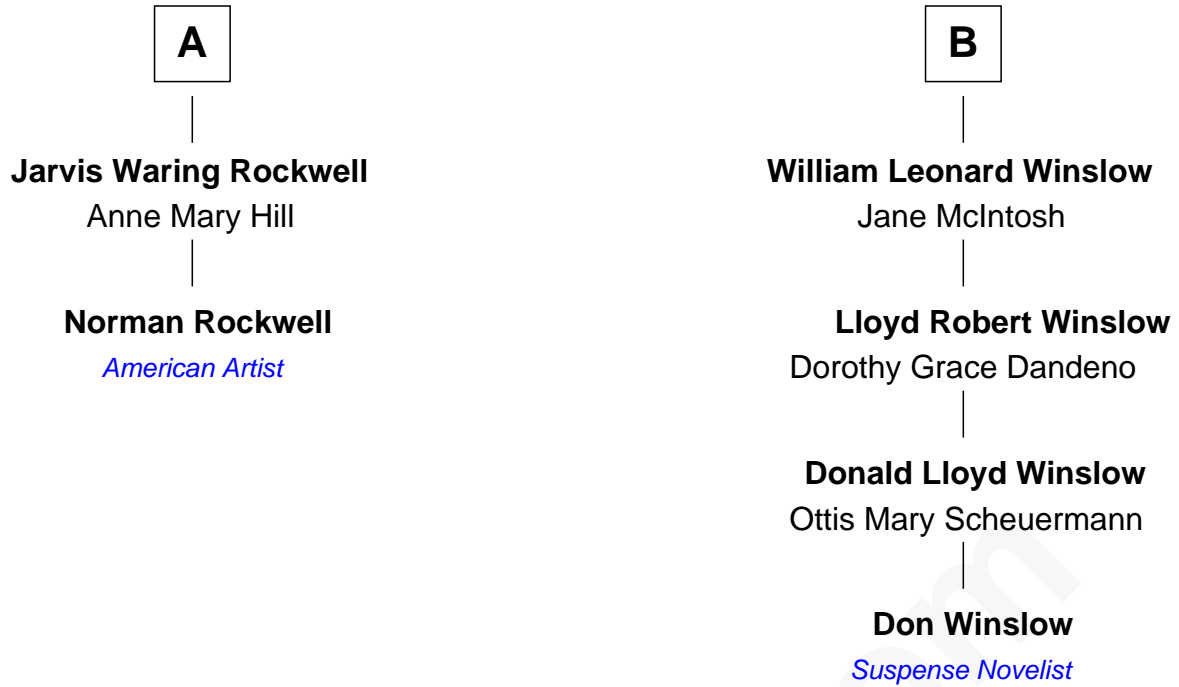 A
Jarvis Waring Rockwell
Anne Mary Hill
Norman Rockwell
American Artist
B
William Leonard Winslow
Jane McIntosh
Lloyd Robert Winslow
Dorothy Grace Dandeno
Donald Lloyd Winslow
Ottis Mary Scheuermann
Don Winslow
Suspense Novelist